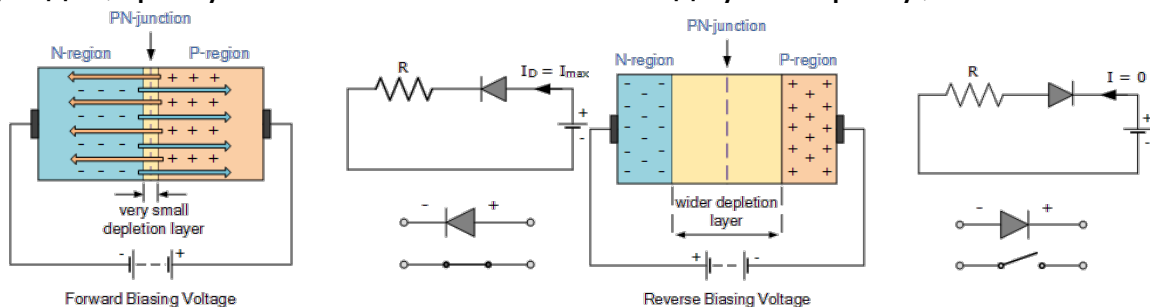 PN-junction
N-region P-region
+ + +
- - -
+ + +
- - -
+ + +
- - -
+ + +
- - -
very small
depletion layer
- +
Forward Biasing Voltage
R
I_D = I_max
+
-
- +
PN-junction
N-region P-region
wider depletion
layer
+ -
Reverse Biasing Voltage
R
I = 0
+
-
- +